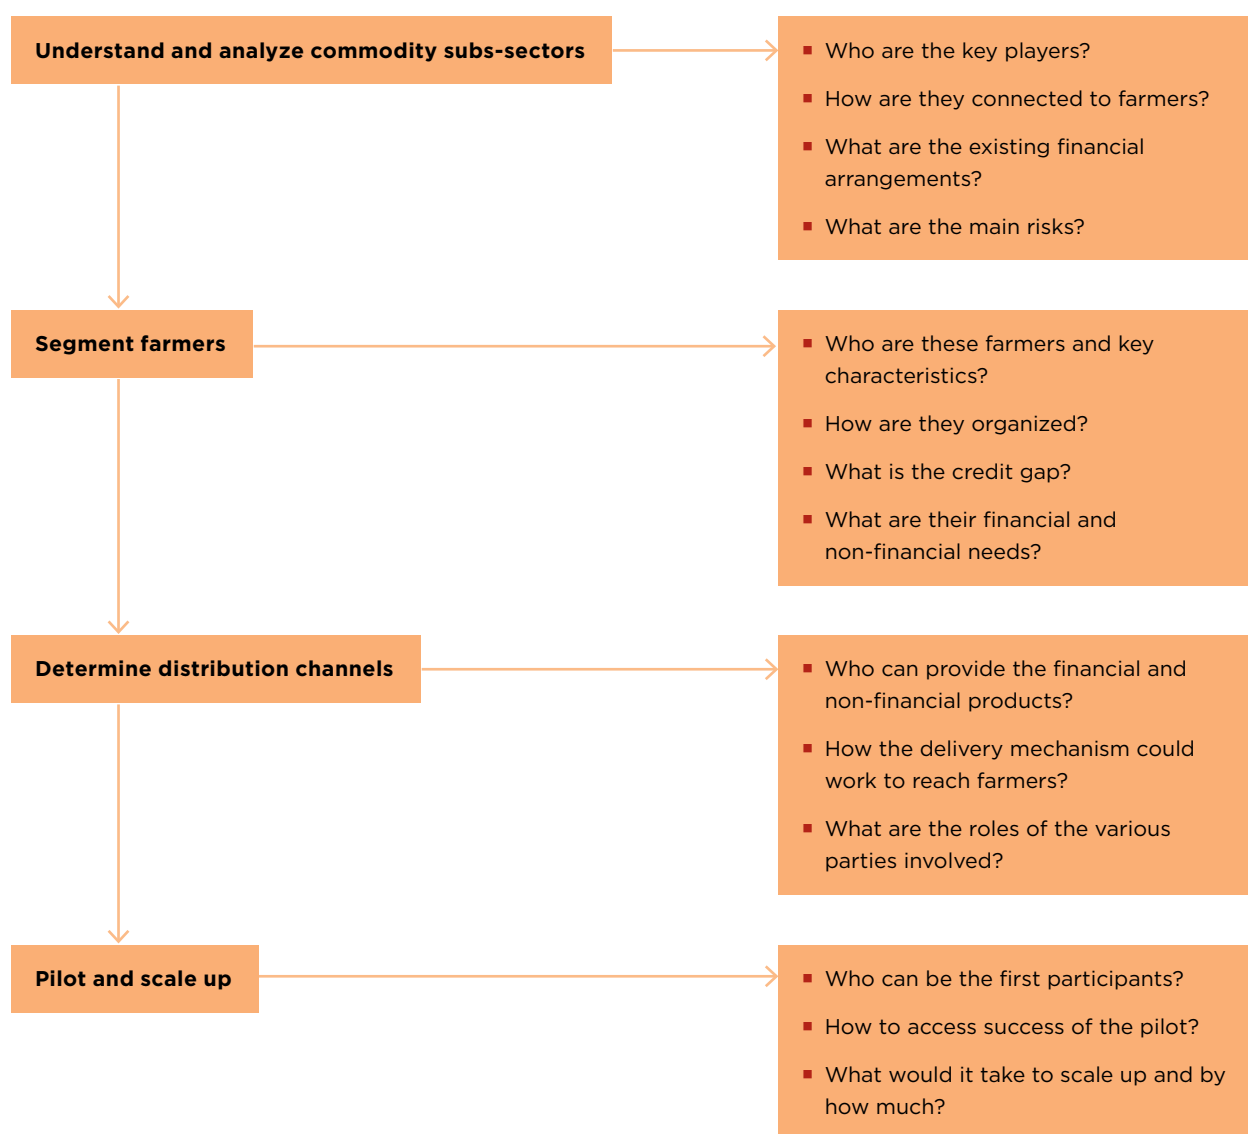 Understand and analyze commodity subs-sectors
▪ Who are the key players?
▪ How are they connected to farmers?
▪ What are the existing financial
arrangements?
▪ What are the main risks?
Segment farmers
▪ Who are these farmers and key
characteristics?
▪ How are they organized?
▪ What is the credit gap?
▪ What are their financial and
non-financial needs?
Determine distribution channels
▪ Who can provide the financial and
non-financial products?
▪ How the delivery mechanism could
work to reach farmers?
▪ What are the roles of the various
parties involved?
Pilot and scale up
▪ Who can be the first participants?
▪ How to access success of the pilot?
▪ What would it take to scale up and by
how much?